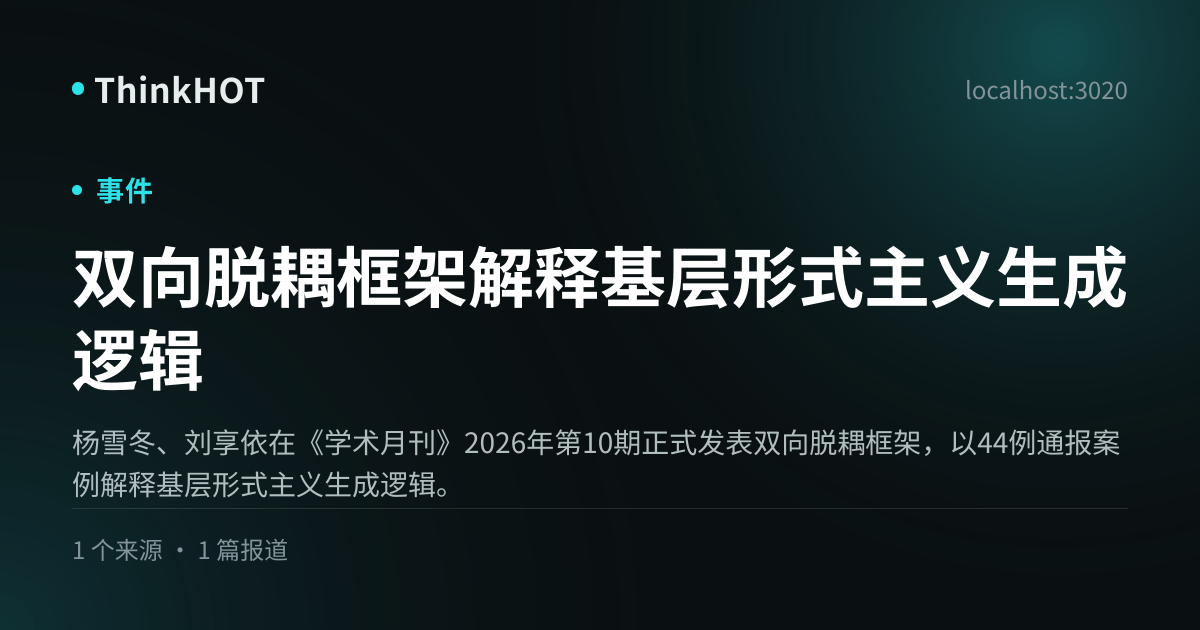 ThinkHOT
localhost:3020
事件
双向脱耦框架解释基层形式主义生成
逻辑
杨雪冬、刘享依在《学术月刊》2026年第10期正式发表双向脱耦框架，以44例通报案
例解释基层形式主义生成逻辑。
1 个来源 · 1 篇报道